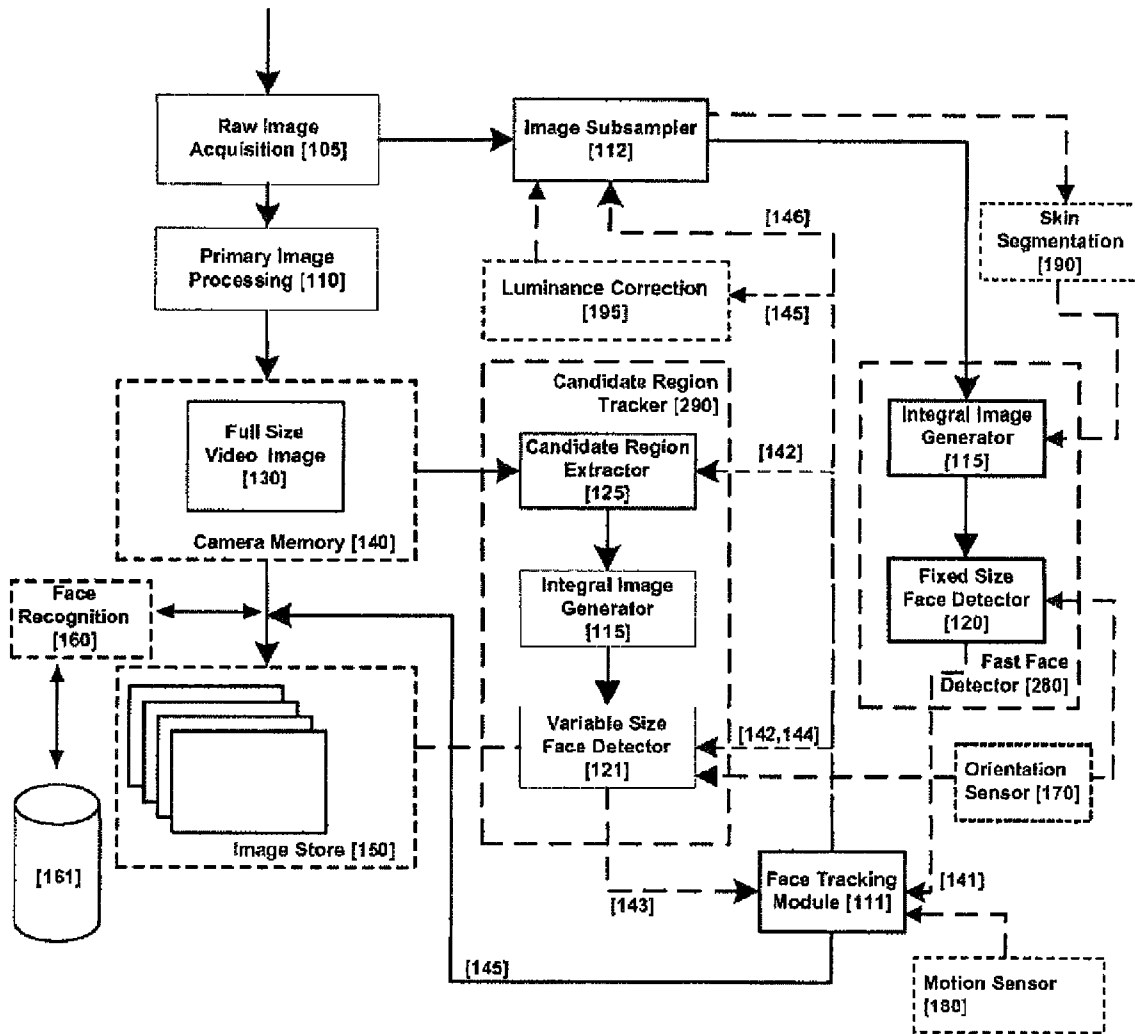 Raw Image
Acquisition [105]
Image Subsampler
[112]
Primary Image
Processing [110]
[146]
Skin
Segmentation
[190]
Luminance Correction
[195]
[145]
Candidate Region
Tracker [290]
Full Size
Video Image
[130]
Camera Memory [140]
Candidate Region
Extractor
[125]
[142]
Integral Image
Generator
[115]
Integral Image
Generator
[115]
Fixed Size
Face Detector
[120]
Fast Face
Detector [280]
Face
Recognition
[160]
Variable Size
Face Detector
[121]
[142,144]
Orientation
Sensor [170]
Image Store [150]
[161]
[143]
Face Tracking
Module [111]
[141]
[145]
Motion Sensor
[180]